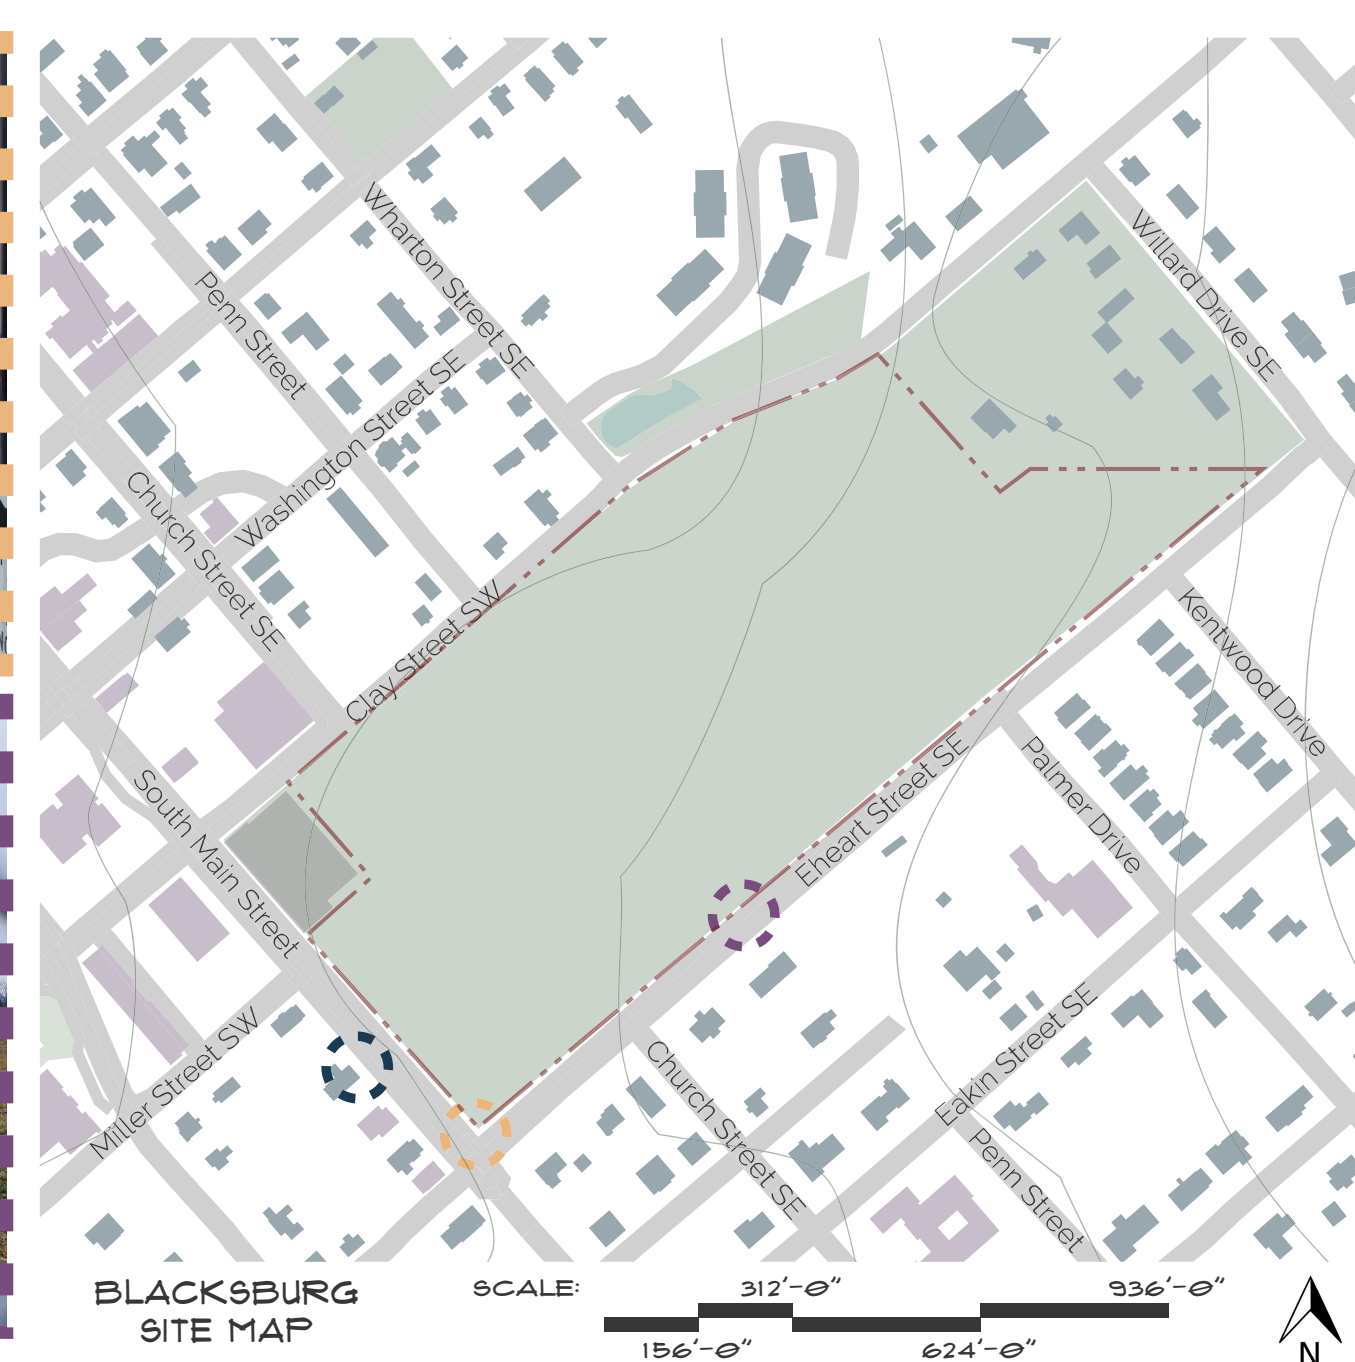 Wharton Street SE
Willard Drive SE
Penn Street
Washington Street SE
Church Street SE
Clay Street SW
Kentwood Drive
Palmer Drive
South Main Street
Eheart Street SE
Miller Street SW
Eakin Street SE
Church Street SE
Penn Street
BLACKSBURG
SITE MAP
SCALE:
312'-0"
936'-0"
156'-0"
624'-0"
N